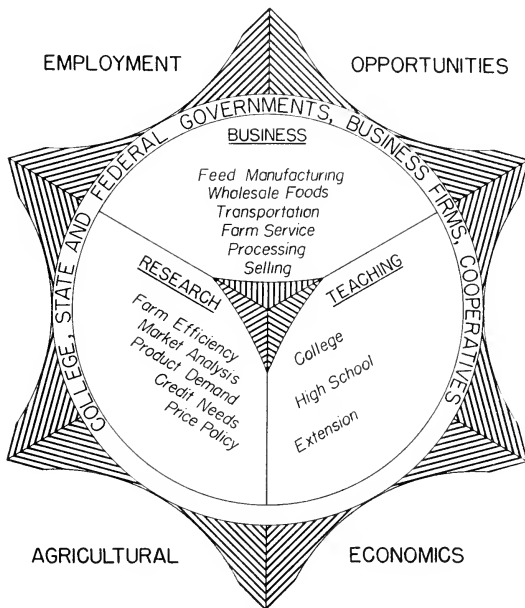 EMPLOYMENT OPPORTUNITIES
COLLEGE, STATE AND FEDERAL GOVERNMENTS, BUSINESS FIRMS, COOPERATIVES
BUSINESS
Feed Manufacturing
Wholesale Foods
Transportation
Farm Service
Processing
Selling
RESEARCH
Farm Efficiency
Market Analysis
Product Demand
Credit Needs
Price Policy
TEACHING
College
High School
Extension
AGRICULTURAL ECONOMICS